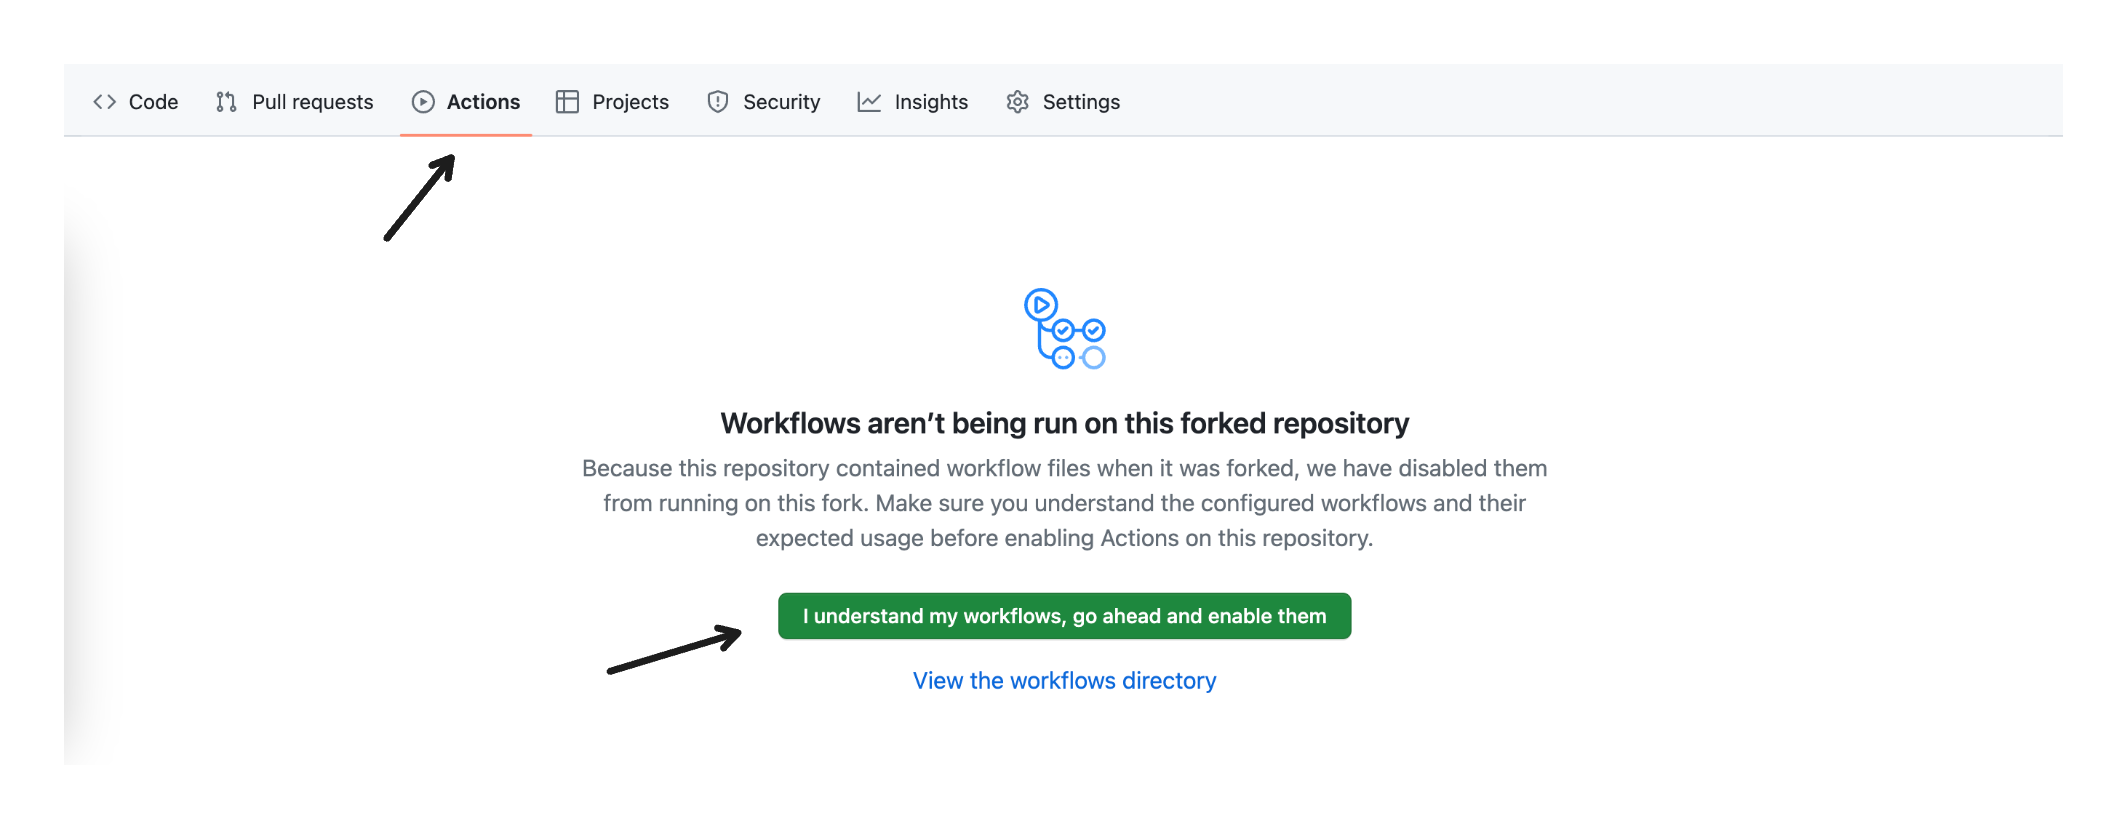 Code Pull requests Actions Projects Security Insights Settings
Workflows aren’t being run on this forked repository
Because this repository contained workflow files when it was forked, we have disabled them
from running on this fork. Make sure you understand the configured workflows and their
expected usage before enabling Actions on this repository.
I understand my workflows, go ahead and enable them
View the workflows directory